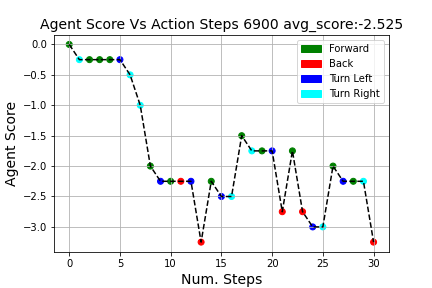 Agent Score Vs Action Steps 6900 avg_score:-2.525
0.0
−0.5
−1.0
−1.5
−2.0
−2.5
−3.0
Agent Score
Forward
Back
Turn Left
Turn Right
0 5 10 15 20 25 30
Num. Steps